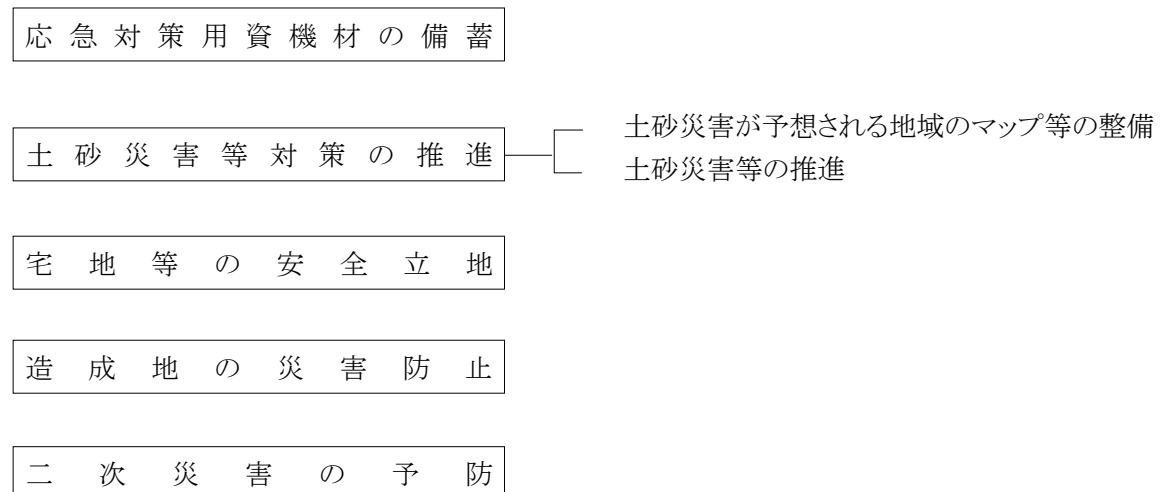 応急対策用資機材の備蓄
土砂災害等対策の推進
土砂災害が予想される地域のマップ等の整備
土砂災害等の推進
宅地等の安全立地
造成地の災害防止
二次災害の予防